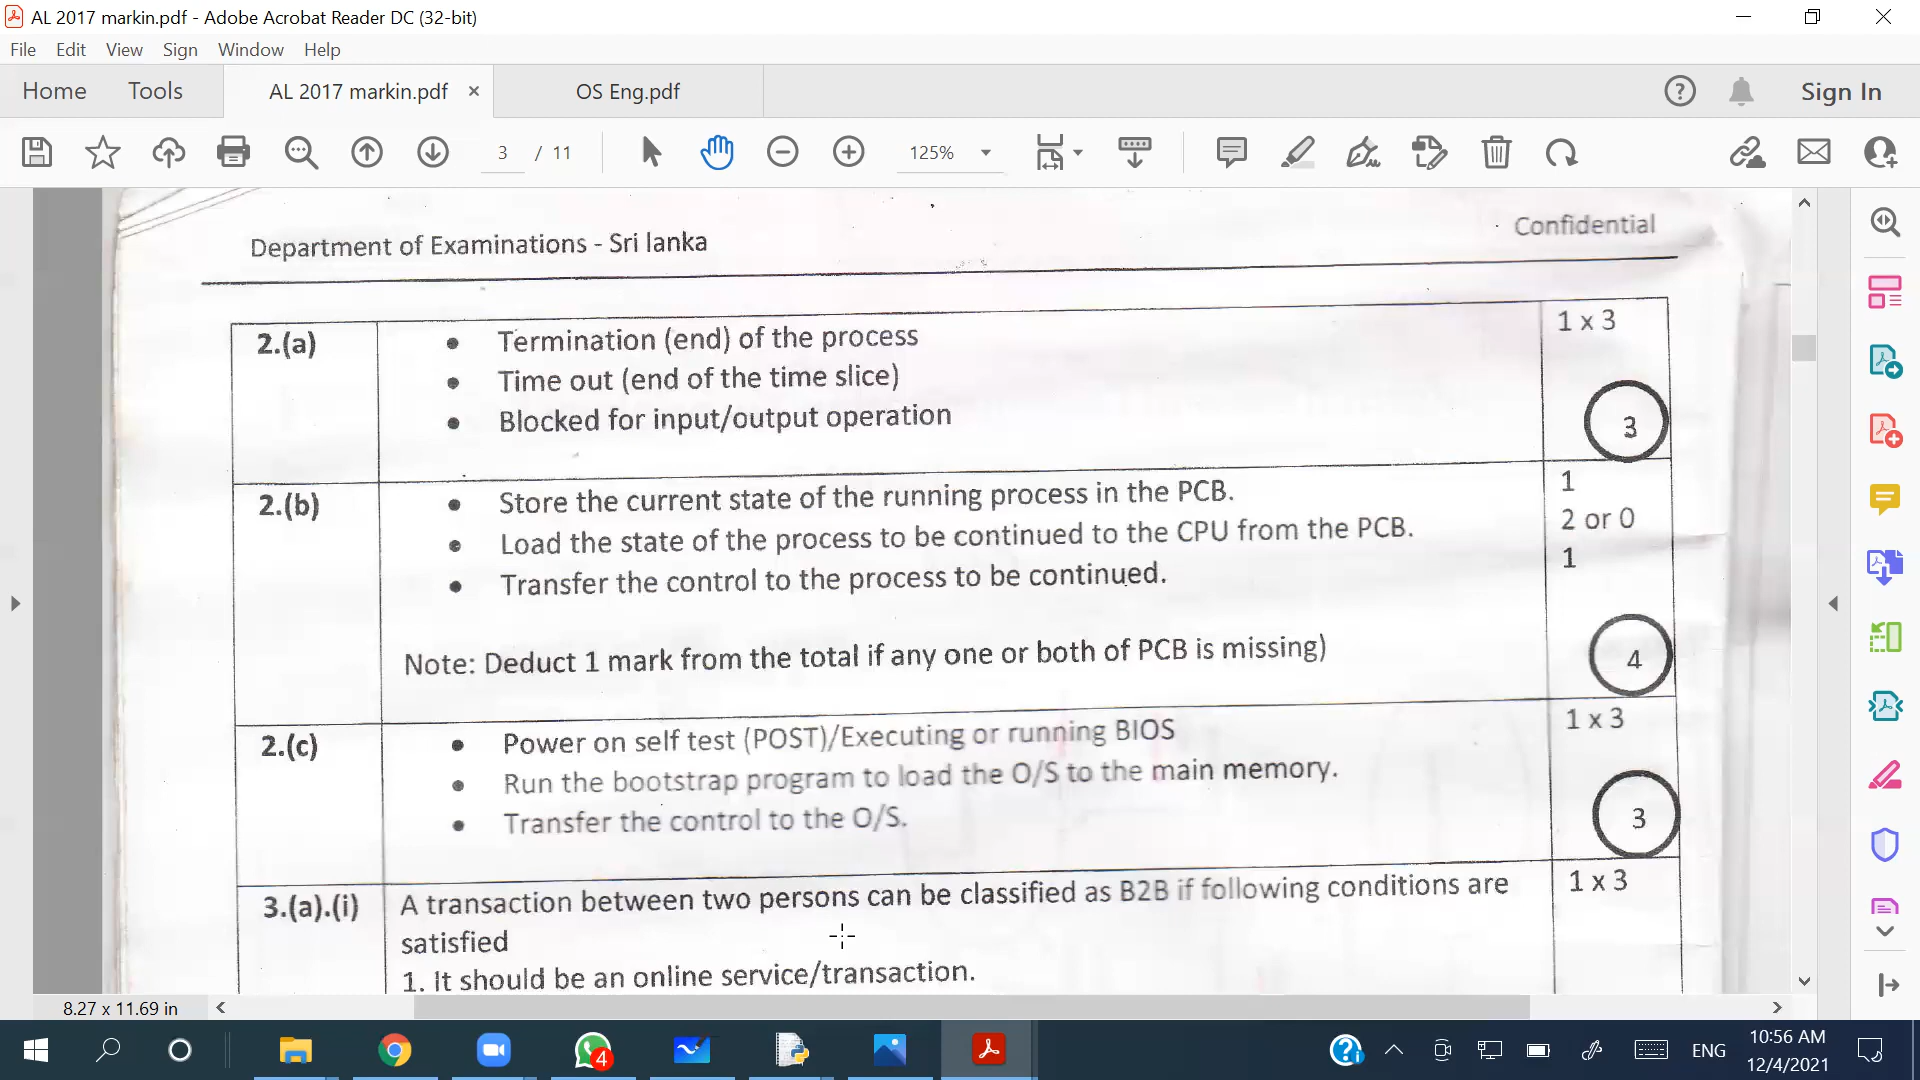 AL 2017 markin.pdf - Adobe Acrobat Reader DC (32-bit)
File Edit View Sign Window Help
Home Tools AL 2017 markin.pdf × OS Eng.pdf Sign In
3 / 11 125%
Department of Examinations - Sri lanka Confidential
2.(a) • Termination (end) of the process 1 x 3
• Time out (end of the time slice)
• Blocked for input/output operation 3
2.(b) • Store the current state of the running process in the PCB. 1
• Load the state of the process to be continued to the CPU from the PCB. 2 or 0
• Transfer the control to the process to be continued. 1
Note: Deduct 1 mark from the total if any one or both of PCB is missing) 4
2.(c) • Power on self test (POST)/Executing or running BIOS 1 x 3
• Run the bootstrap program to load the O/S to the main memory.
• Transfer the control to the O/S. 3
3.(a).(i) A transaction between two persons can be classified as B2B if following conditions are 1 x 3
satisfied
1. It should be an online service/transaction.
8.27 x 11.69 in
4 ENG 10:56 AM
12/4/2021